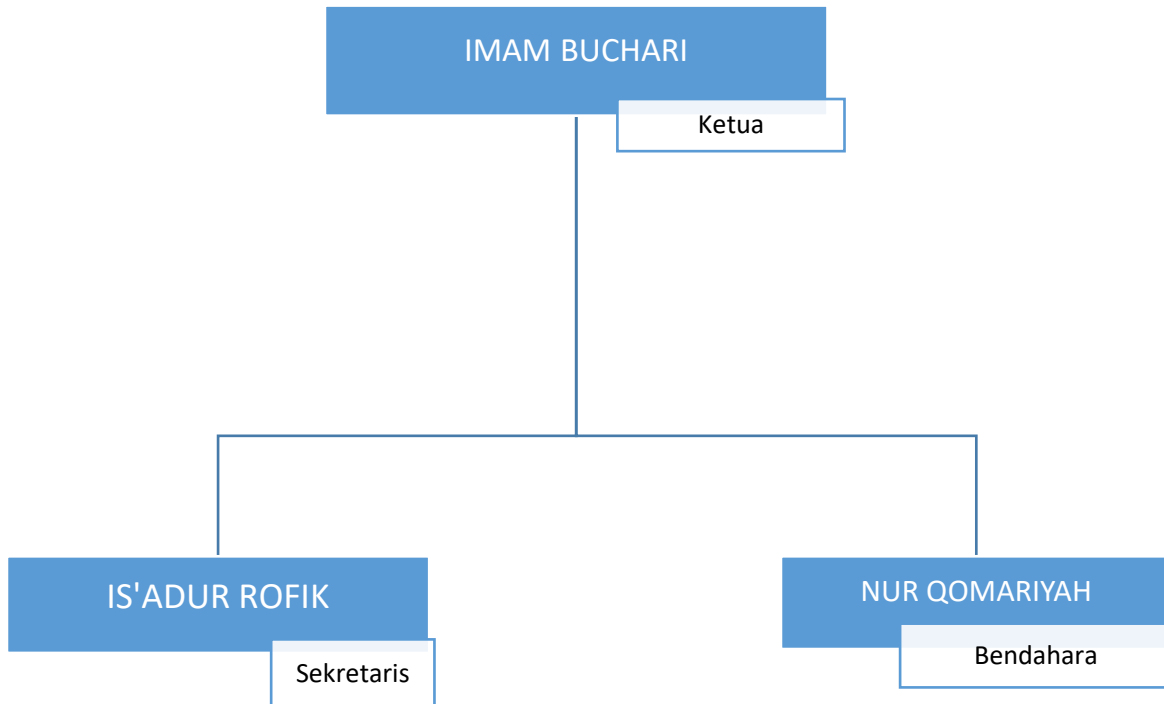 IMAM BUCHARI
Ketua
IS'ADUR ROFIK
Sekretaris
NUR QOMARIYAH
Bendahara